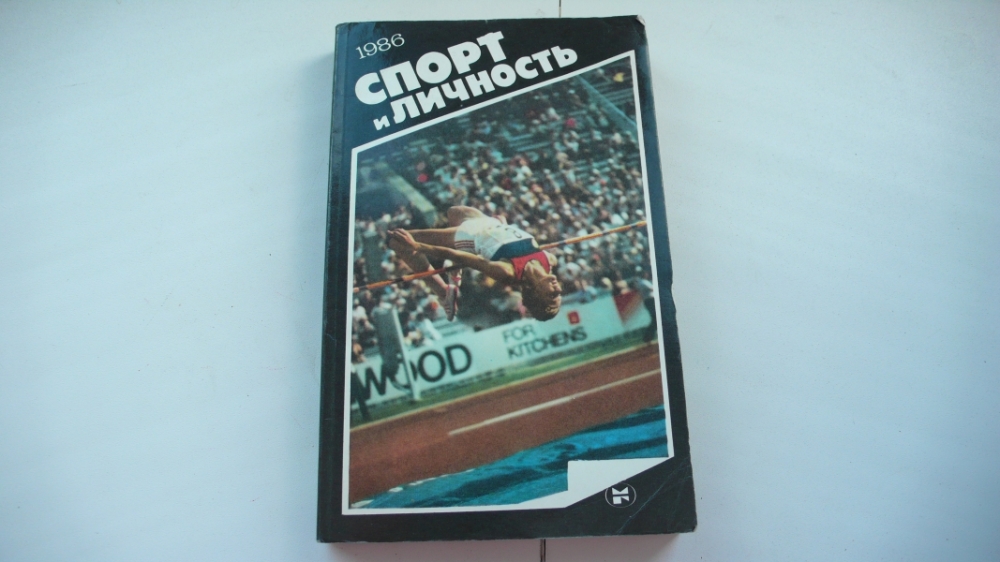 1986
СПОРТ
и ЛИЧНОСТЬ
WOOD
FOR
KITCHENS